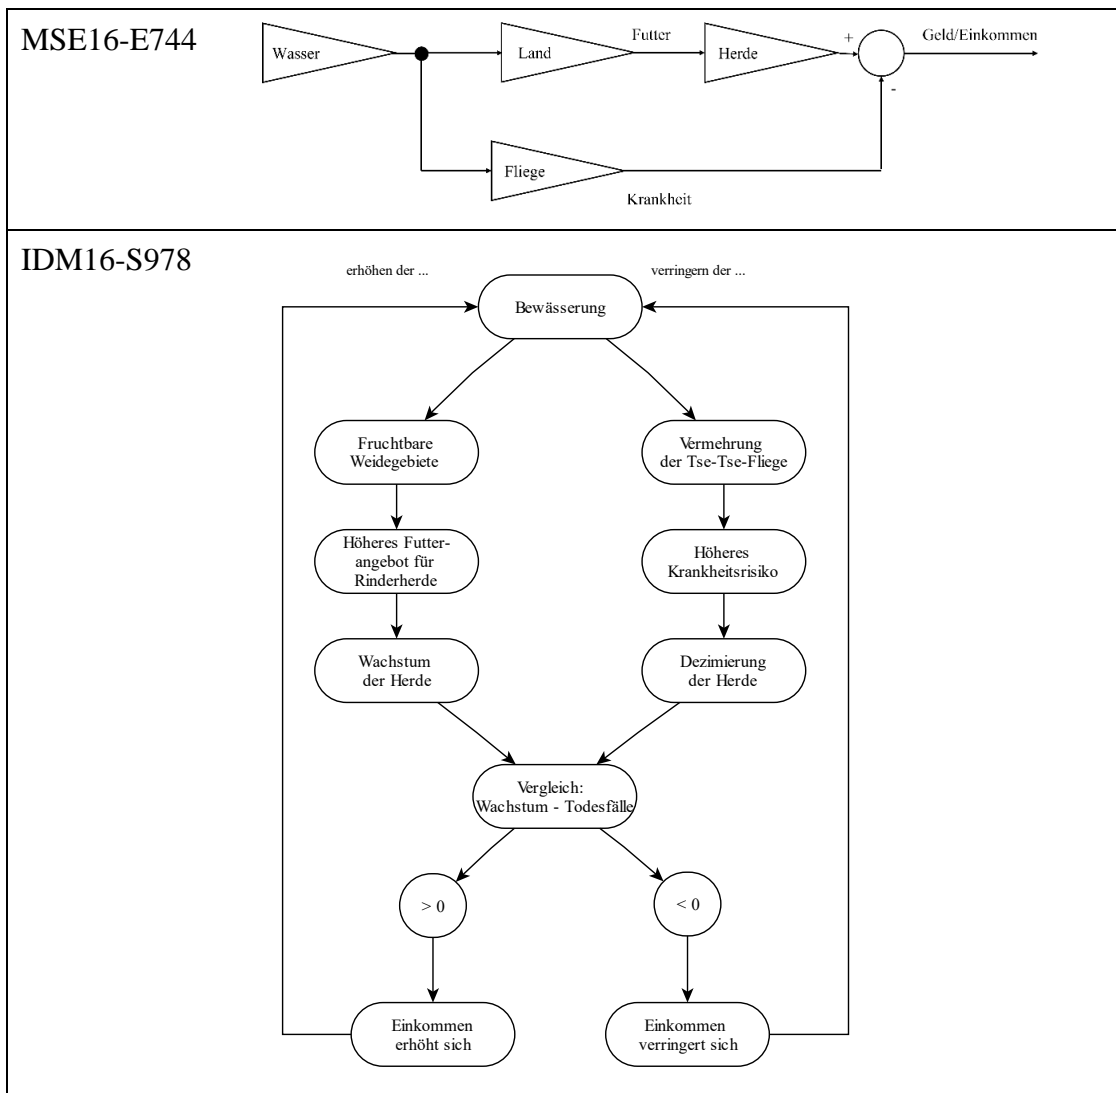 MSE16-E744
Wasser
Land
Futter
Herde
+
-
Geld/Einkommen
Fliege
Krankheit
IDM16-S978
erhöhen der ...
verringern der ...
Bewässerung
Fruchtbare
Weidegebiete
Vermehrung
der Tse-Tse-Fliege
Höheres Futter-
angebot für
Rinderherde
Höheres
Krankheitsrisiko
Wachstum
der Herde
Dezimierung
der Herde
Vergleich:
Wachstum - Todesfälle
> 0
< 0
Einkommen
erhöht sich
Einkommen
verringert sich